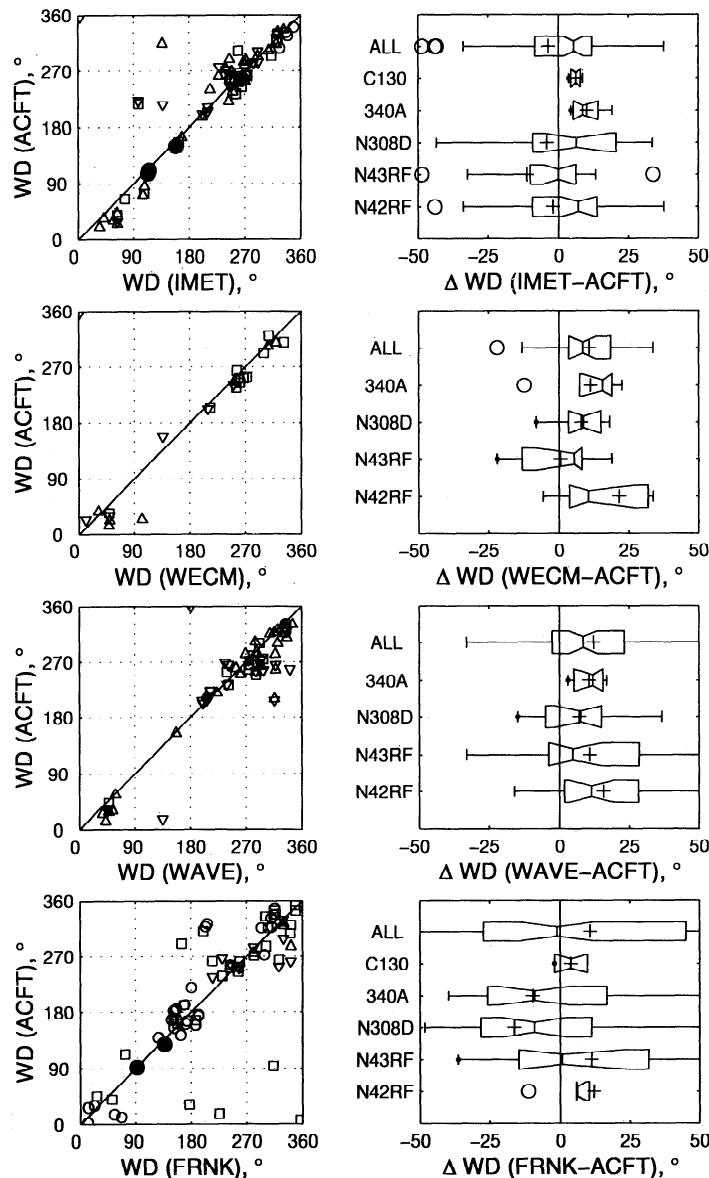 WD (ACFT), °
360
270
180
90
0
0 90 180 270 360
WD (IMET), °
ALL
C130
340A
N308D
N43RF
N42RF
−50 −25 0 25 50
Δ WD (IMET−ACFT), °
WD (ACFT), °
360
270
180
90
0
0 90 180 270 360
WD (WECM), °
ALL
340A
N308D
N43RF
N42RF
−50 −25 0 25 50
Δ WD (WECM−ACFT), °
WD (ACFT), °
360
270
180
90
0
0 90 180 270 360
WD (WAVE), °
ALL
340A
N308D
N43RF
N42RF
−50 −25 0 25 50
Δ WD (WAVE−ACFT), °
WD (ACFT), °
360
270
180
90
0
0 90 180 270 360
WD (FRNK), °
ALL
C130
340A
N308D
N43RF
N42RF
−50 −25 0 25 50
Δ WD (FRNK−ACFT), °